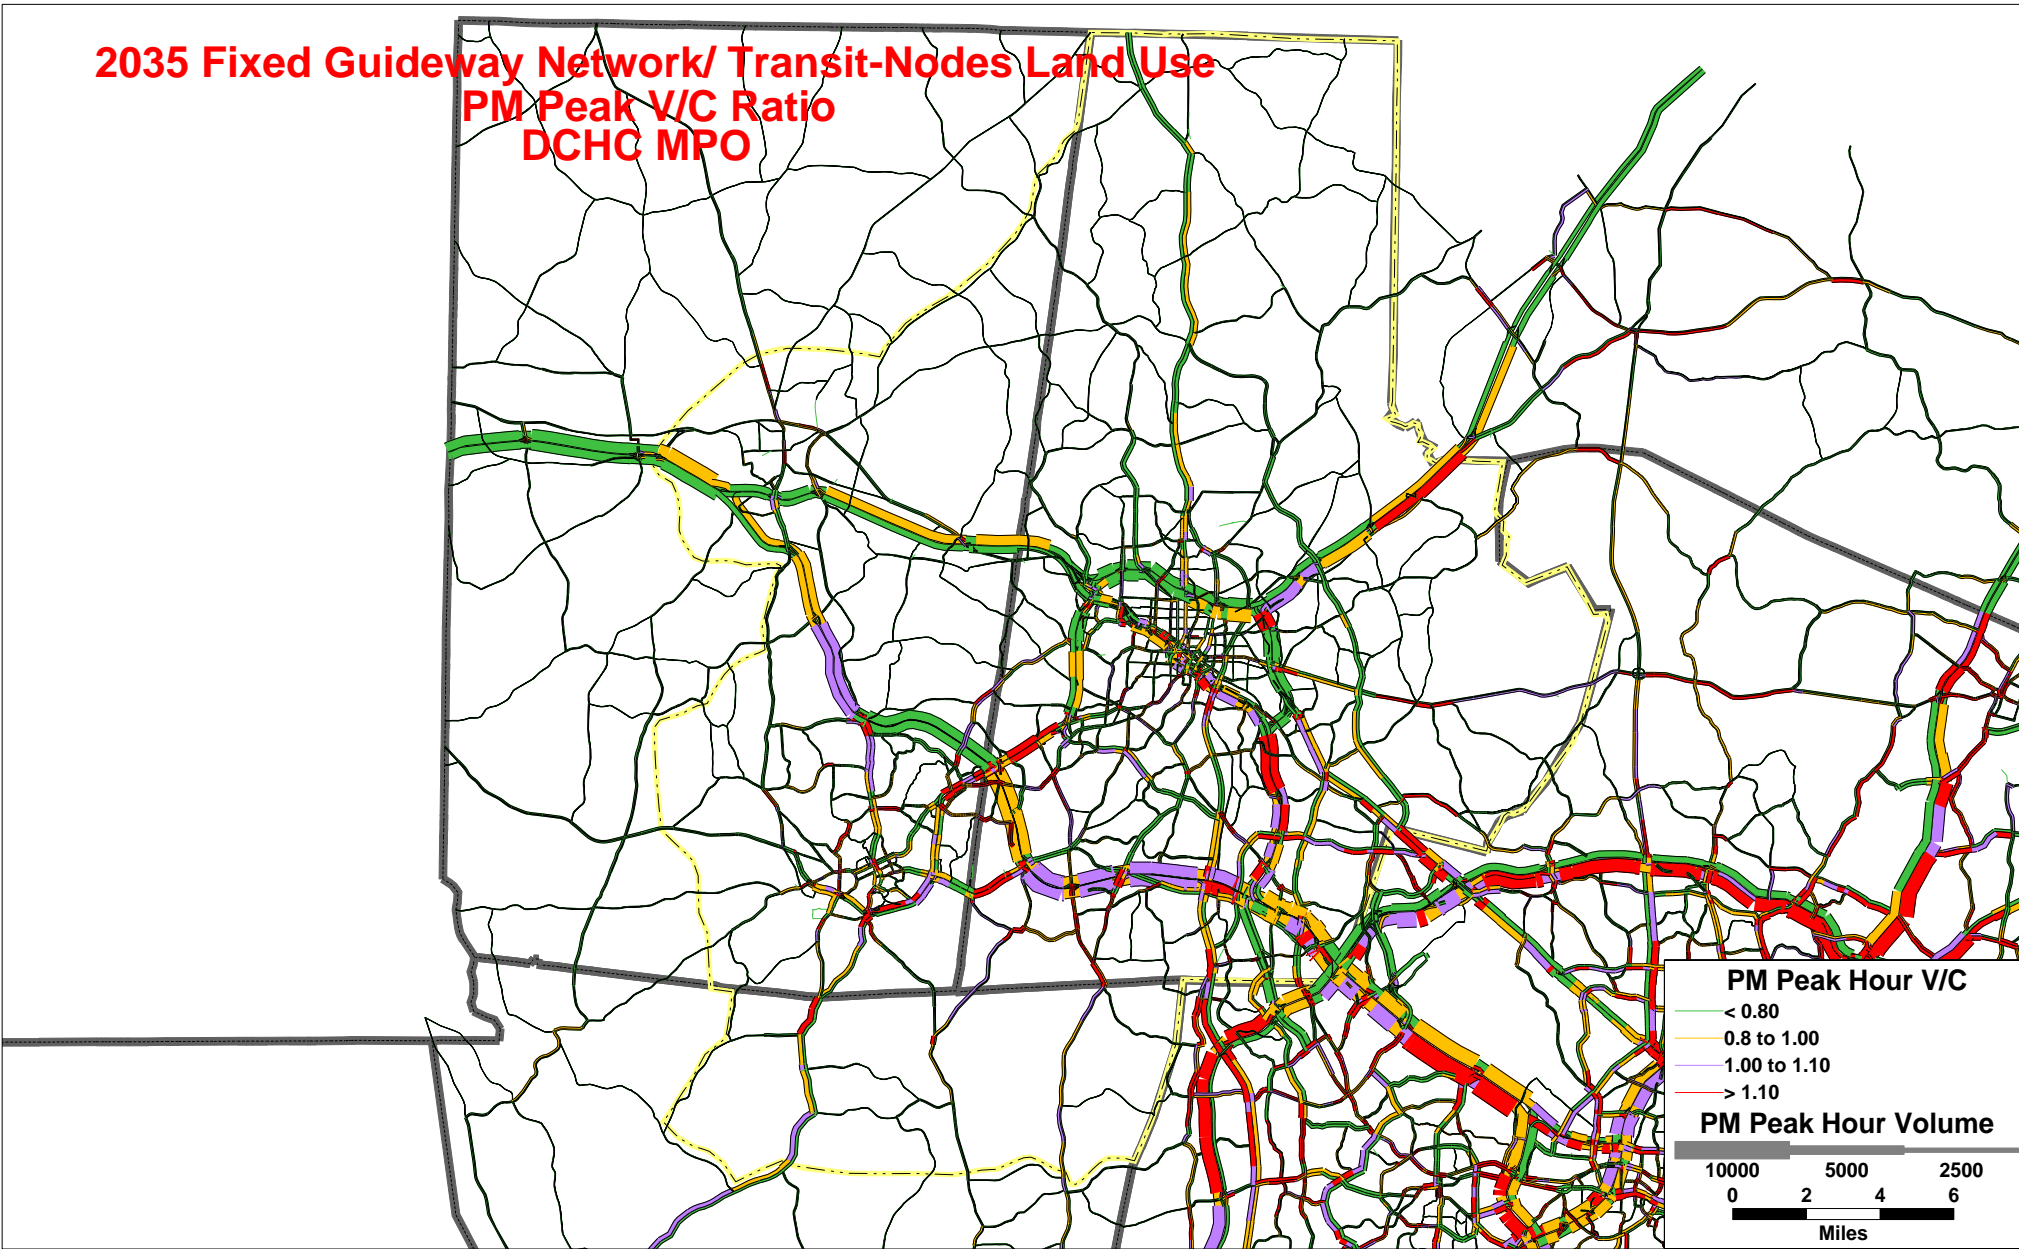 2035 Fixed Guideway Network/ Transit-Nodes Land Use
PM Peak V/C Ratio
DCHC MPO
PM Peak Hour V/C
< 0.80
0.8 to 1.00
1.00 to 1.10
> 1.10
PM Peak Hour Volume
10000 5000 2500
0 2 4 6
Miles